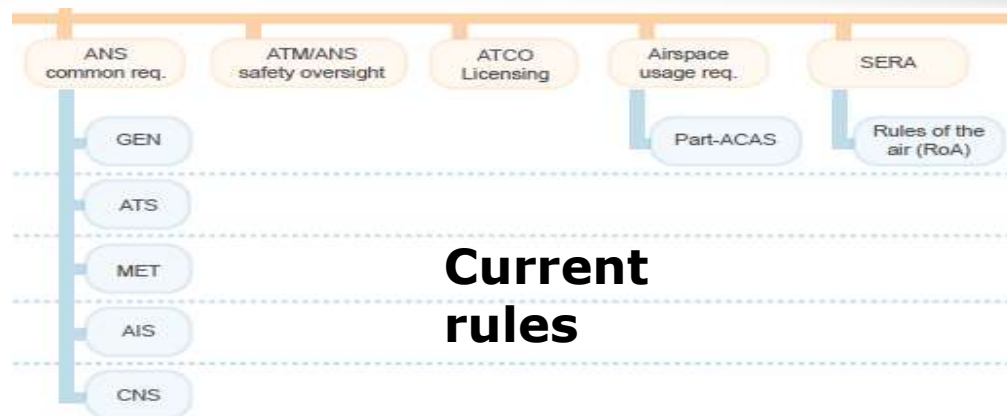 ANS
common req.
ATM/ANS
safety oversight
ATCO
Licensing
Airspace
usage req.
SERA
GEN
Part-ACAS
Rules of the
air (RoA)
ATS
MET
Current
rules
AIS
CNS